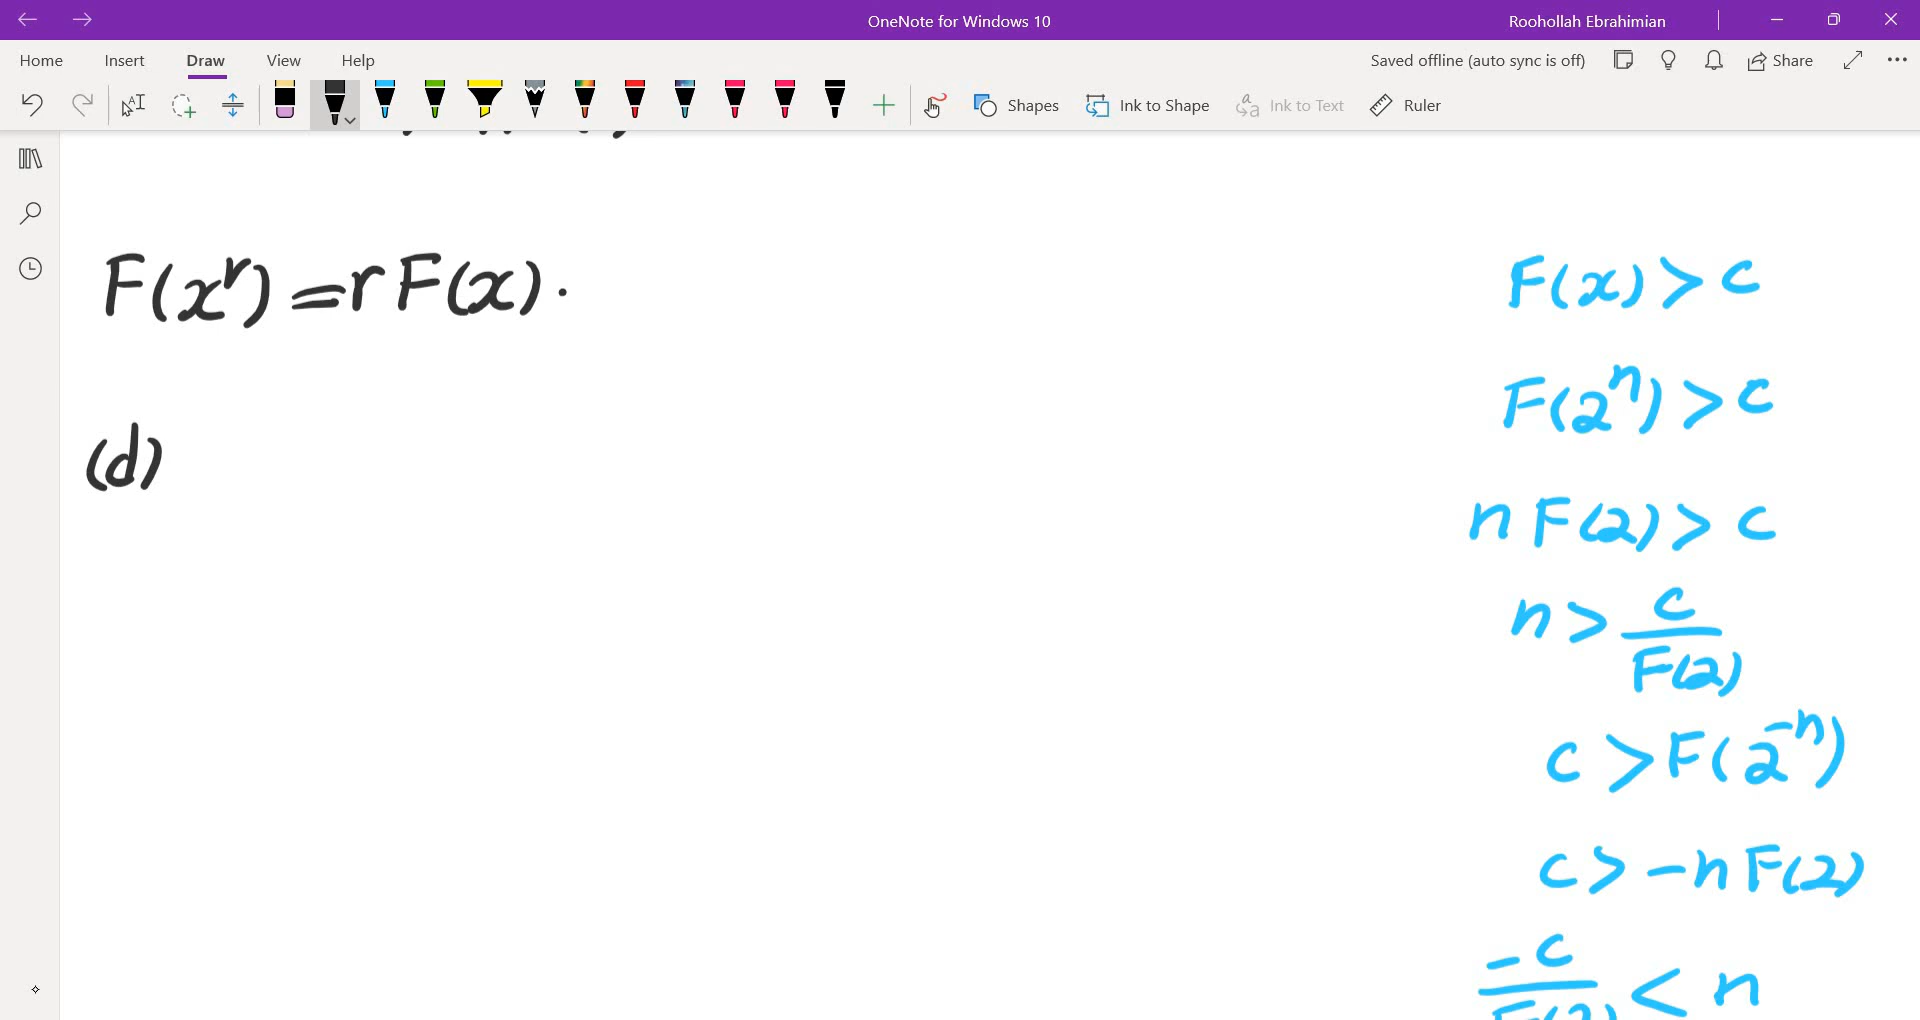 OneNote for Windows 10
Roohollah Ebrahimian
Home Insert Draw View Help
Saved offline (auto sync is off) Share
Shapes Ink to Shape Ink to Text Ruler
F(x^r) = r F(x).
(d)
F(x) > c
F(2^n) > c
n F(2) > c
n > c / F(2)
c > F(2^-n)
c > -n F(2)
-c / F(2) < n